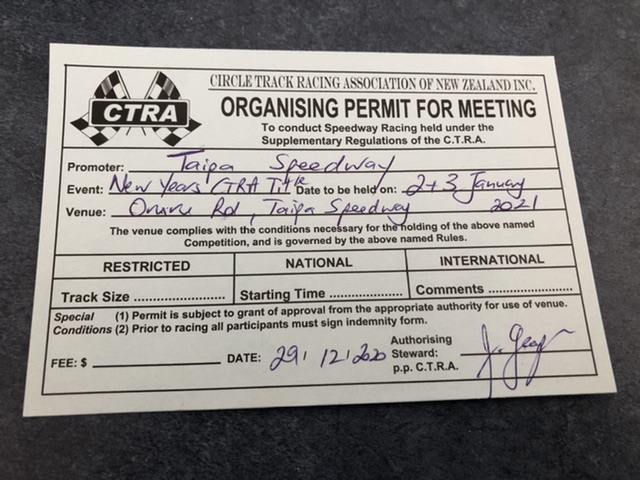 CTRA
CIRCLE TRACK RACING ASSOCIATION OF NEW ZEALAND INC.
ORGANISING PERMIT FOR MEETING
To conduct Speedway Racing held under the
Supplementary Regulations of the C.T.R.A.
Promoter: Taipa Speedway
Event: New Years' CTRA Title Date to be held on: 2+3 January
Venue: Oruru Rd, Taipa Speedway 2021
The venue complies with the conditions necessary for the holding of the above named
Competition, and is governed by the above named Rules.
RESTRICTED NATIONAL INTERNATIONAL
Track Size ........................ Starting Time ................... Comments ......................
Special (1) Permit is subject to grant of approval from the appropriate authority for use of venue.
Conditions (2) Prior to racing all participants must sign indemnity form.
Authorising
FEE: $ DATE: 29/12/2020 Steward:
p.p. C.T.R.A.